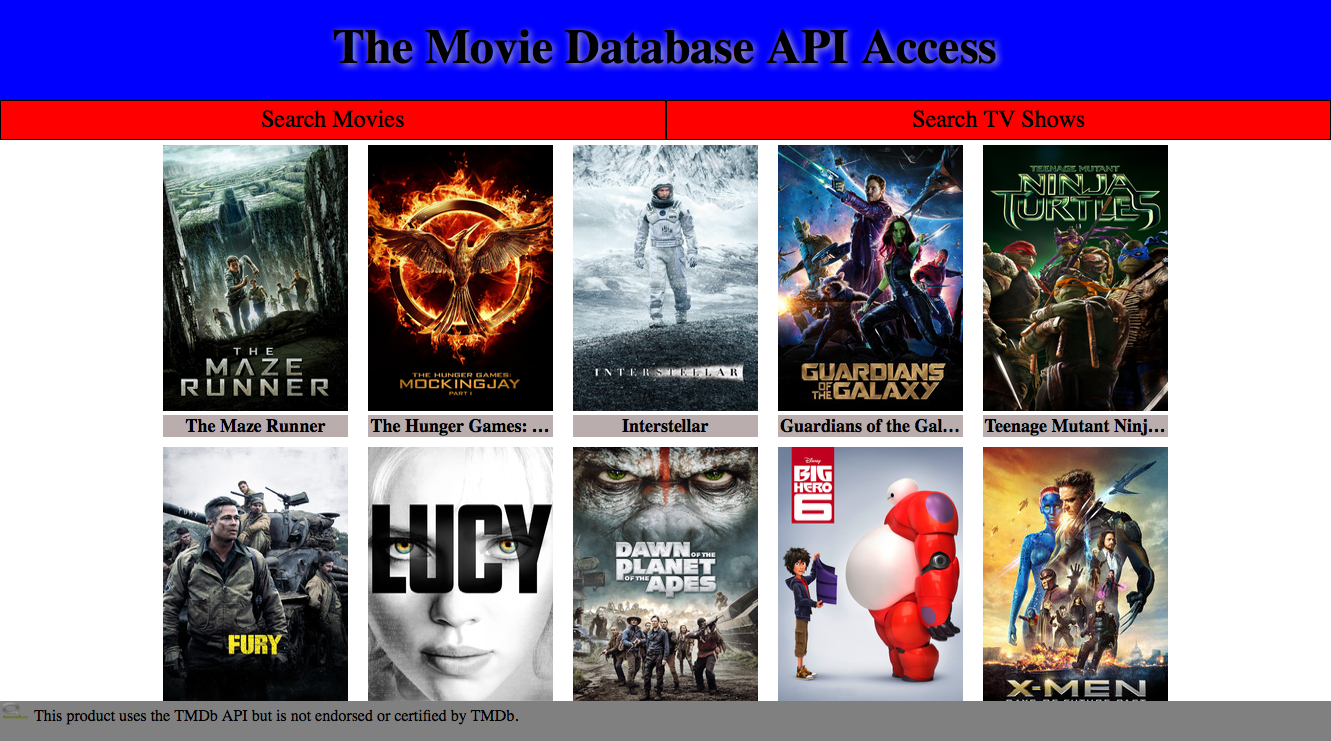 The Movie Database API Access
Search Movies
Search TV Shows
THE
MAZE
RUNNER
THE HUNGER GAMES:
MOCKINGJAY
PART 1
INTERSTELLAR
GUARDIANS
OF THE GALAXY
TEENAGE MUTANT
NINJA
TURTLES
The Maze Runner
The Hunger Games: ...
Interstellar
Guardians of the Gal...
Teenage Mutant Ninj...
FURY
LUCY
DAWN OF THE
PLANET
OF THE APES
Disney
BIG
HERO
6
X-MEN
This product uses the TMDb API but is not endorsed or certified by TMDb.